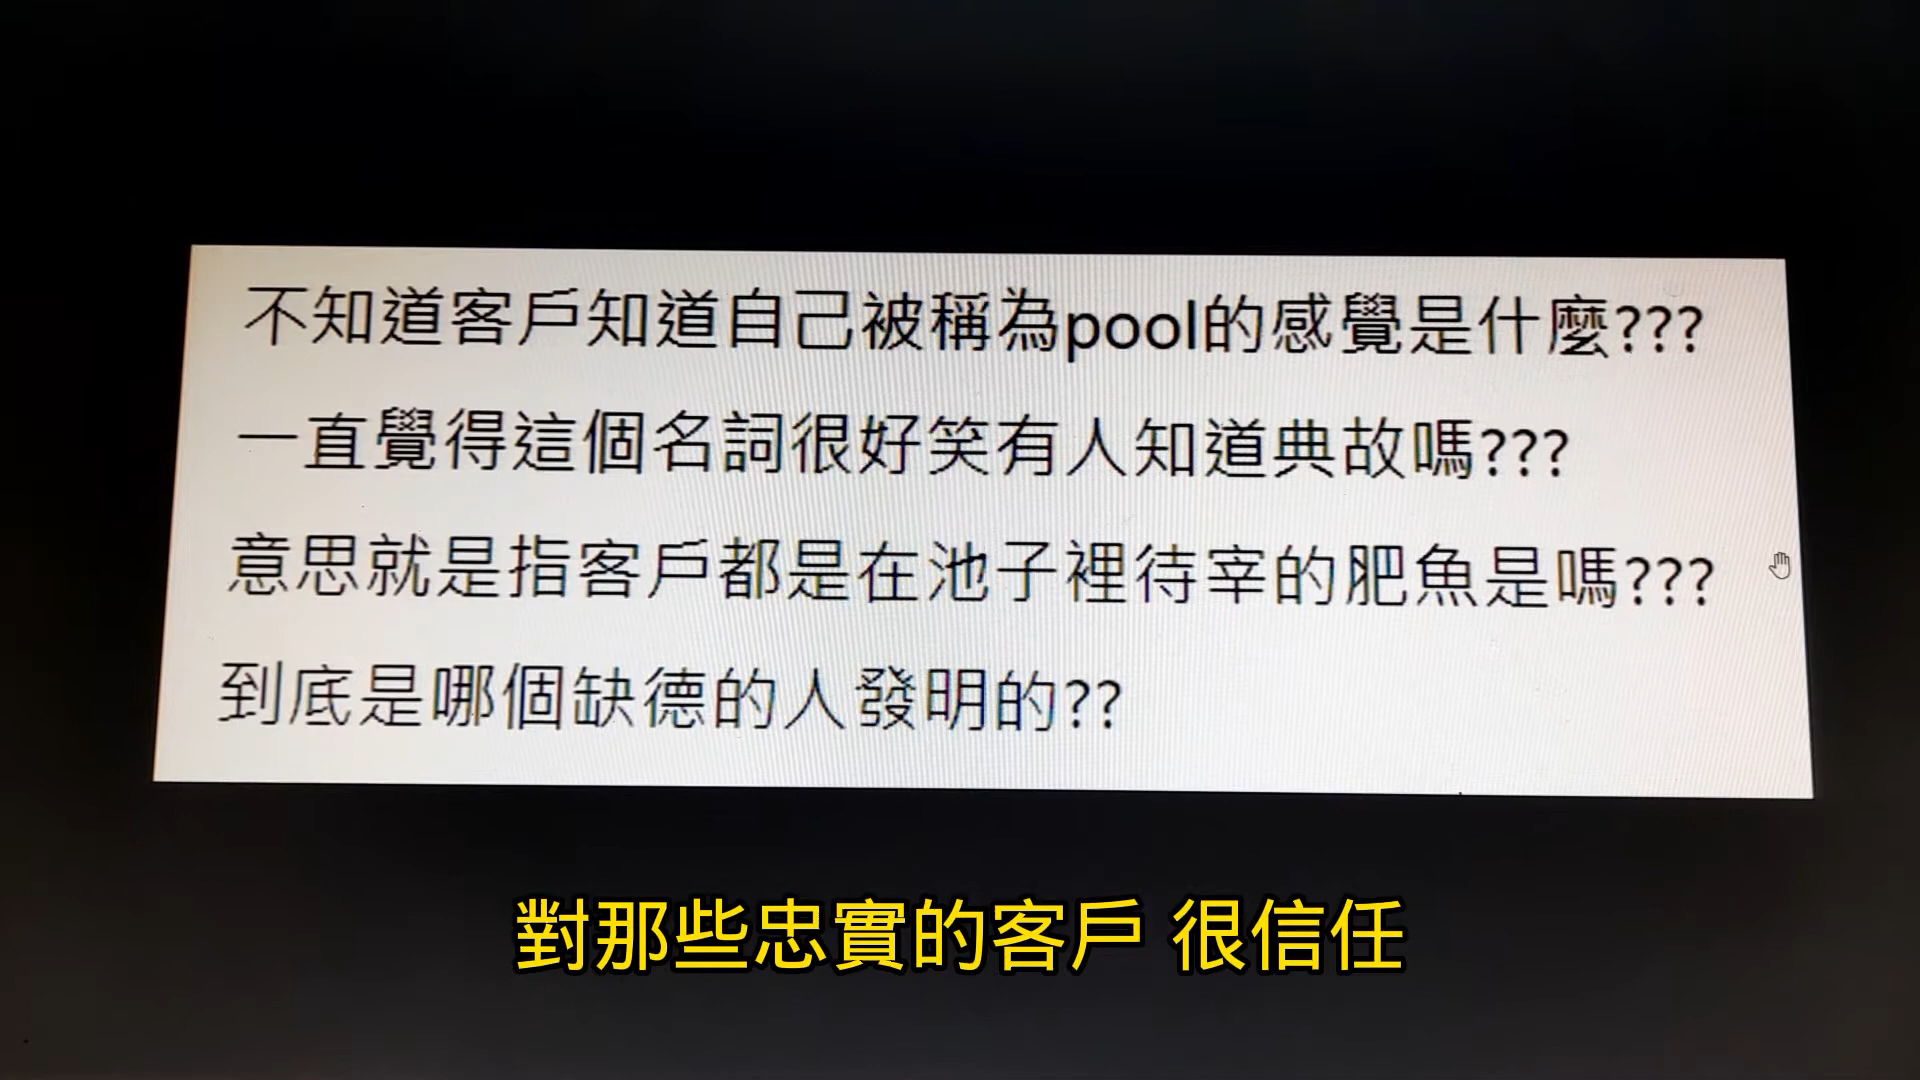 不知道客戶知道自己被稱為pool的感覺是什麼???
一直覺得這個名詞很好笑有人知道典故嗎???
意思就是指客戶都是在池子裡待宰的肥魚是嗎???
到底是哪個缺德的人發明的??
對那些忠實的客戶 很信任